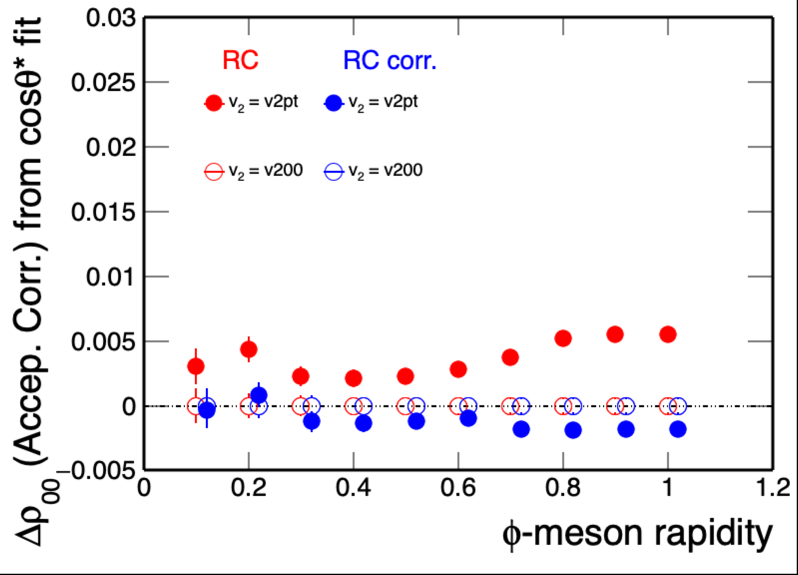 Δρ00 (Accep. Corr.) from cosθ* fit
0.03
0.025
0.02
0.015
0.01
0.005
0
−0.005
RC RC corr.
v2 = v2pt v2 = v2pt
v2 = v200 v2 = v200
0 0.2 0.4 0.6 0.8 1 1.2
ϕ-meson rapidity